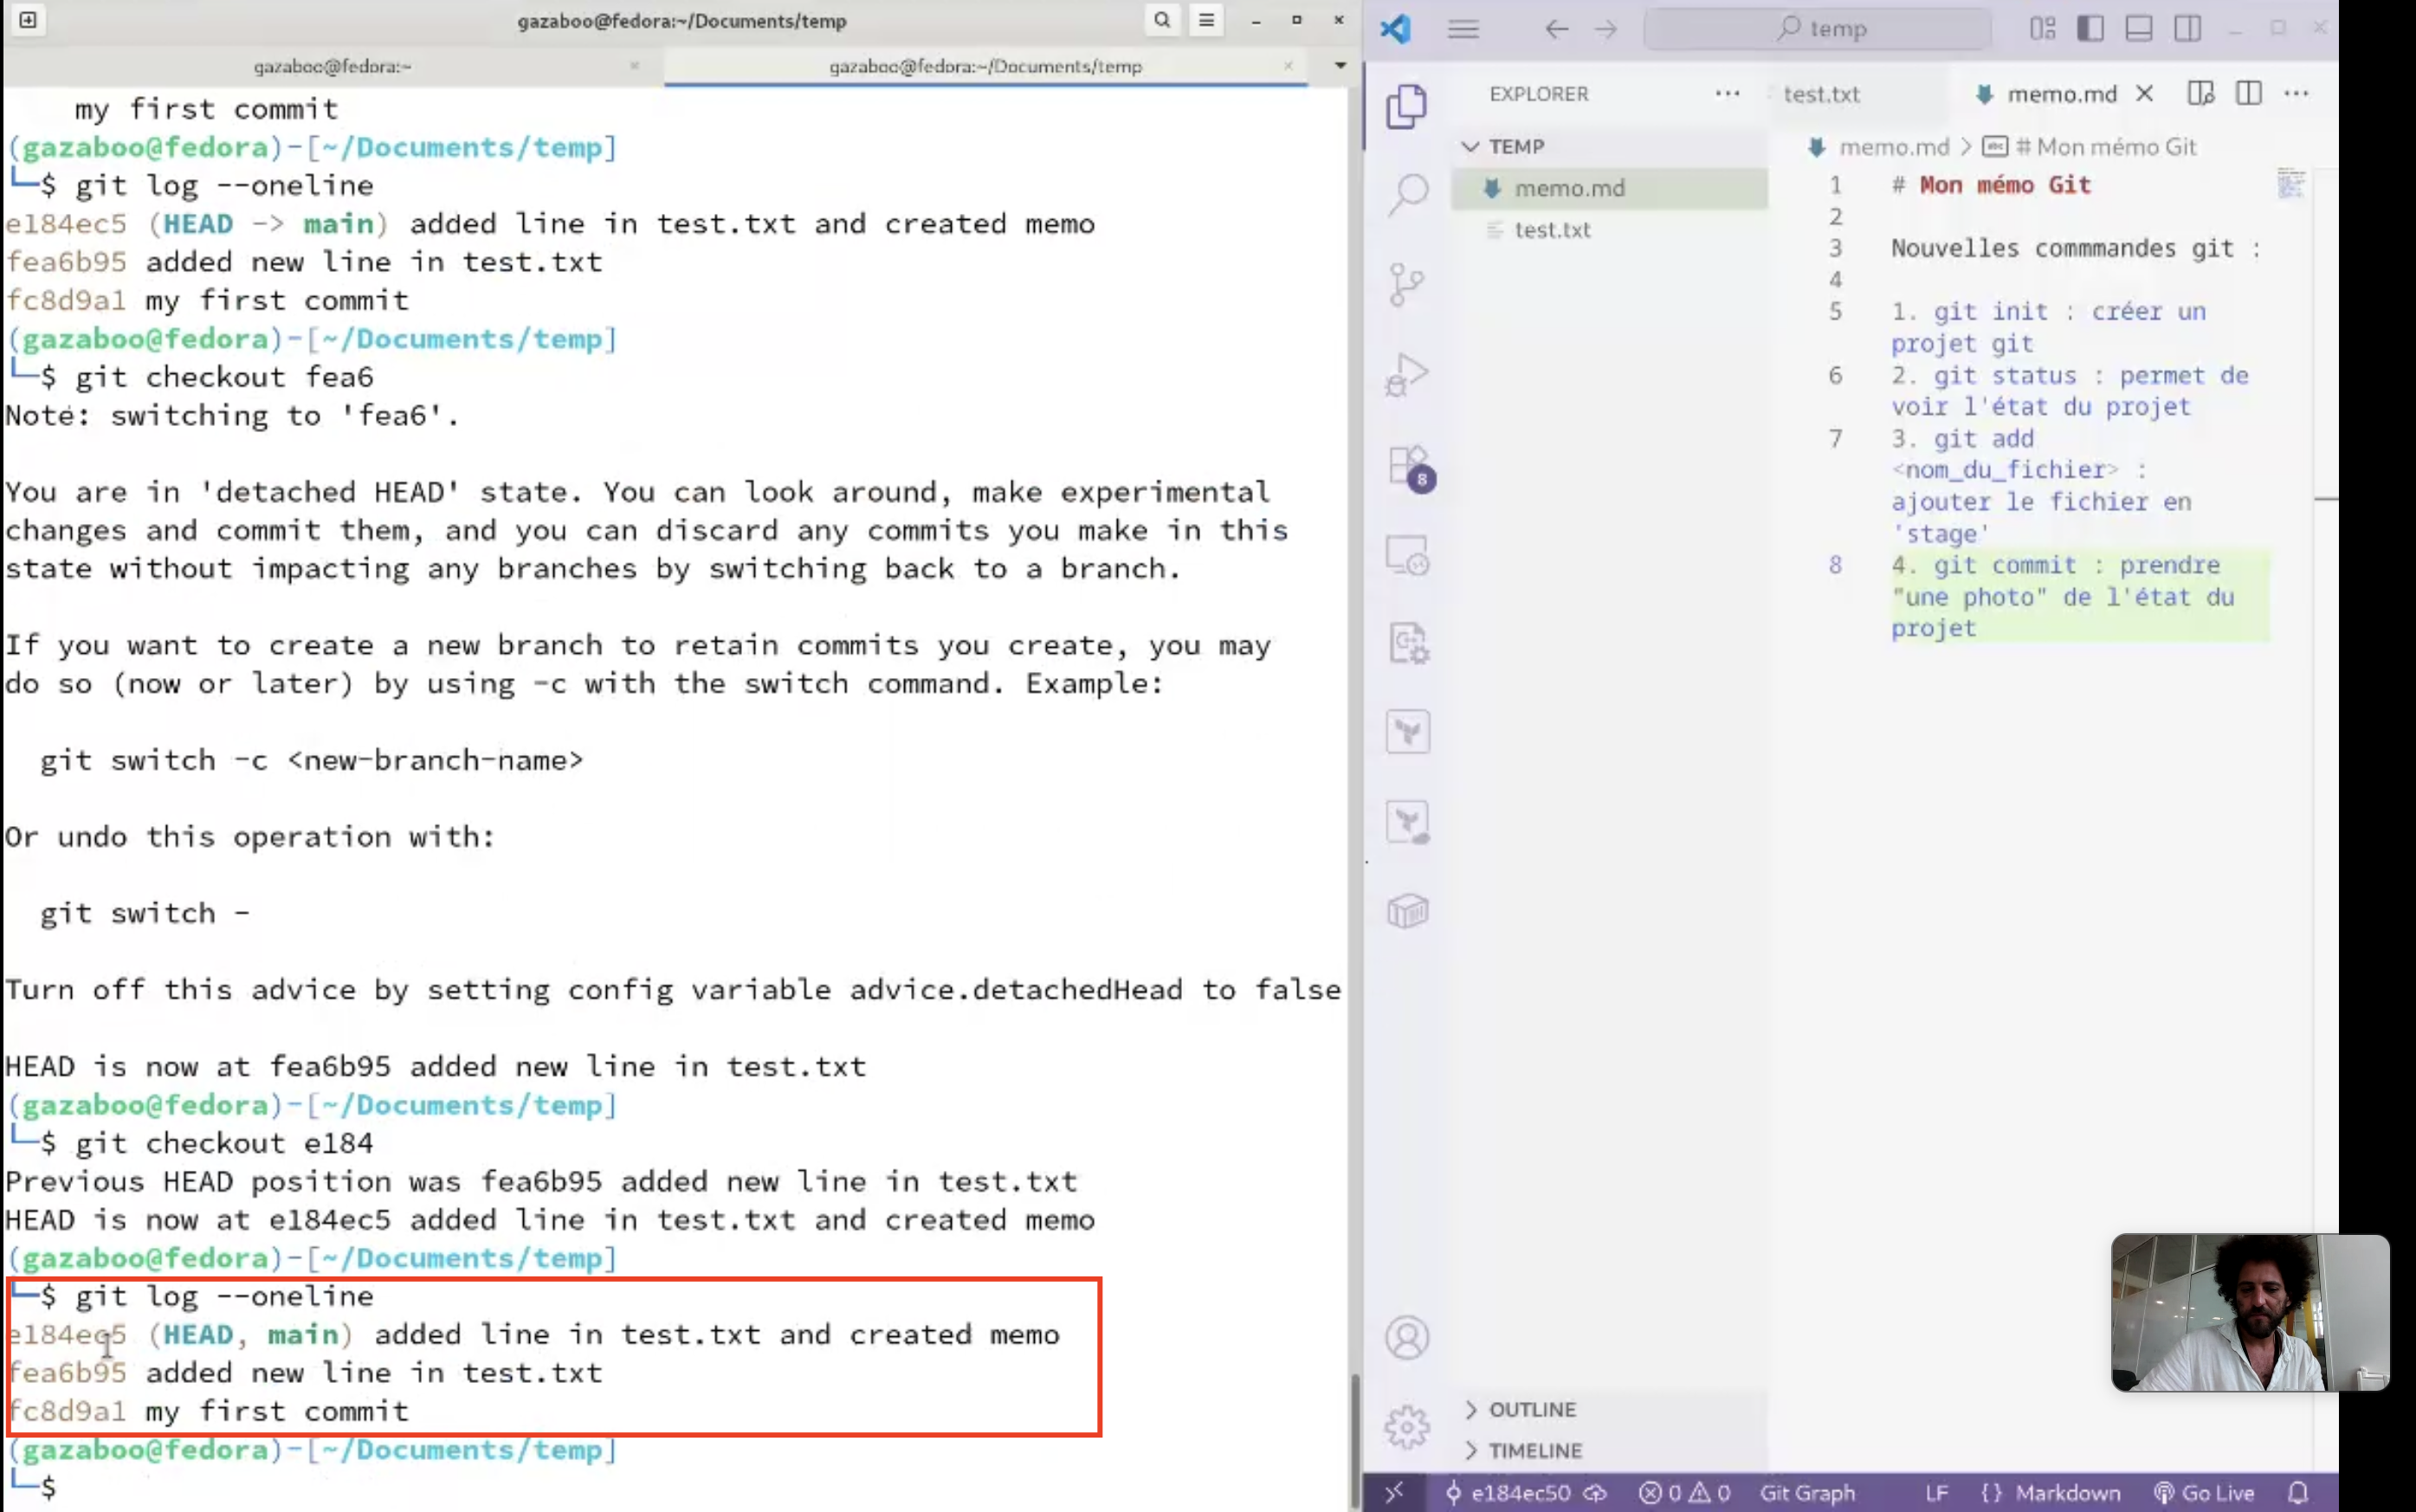 gazaboo@fedora:~/Documents/temp
gazaboo@fedora:~
gazaboo@fedora:~/Documents/temp
my first commit
(gazaboo@fedora)-[~/Documents/temp]
└─$ git log --oneline
e184ec5 (HEAD -> main) added line in test.txt and created memo
fea6b95 added new line in test.txt
fc8d9a1 my first commit
(gazaboo@fedora)-[~/Documents/temp]
└─$ git checkout fea6
Note: switching to 'fea6'.
You are in 'detached HEAD' state. You can look around, make experimental
changes and commit them, and you can discard any commits you make in this
state without impacting any branches by switching back to a branch.
If you want to create a new branch to retain commits you create, you may
do so (now or later) by using -c with the switch command. Example:
git switch -c <new-branch-name>
Or undo this operation with:
git switch -
Turn off this advice by setting config variable advice.detachedHead to false
HEAD is now at fea6b95 added new line in test.txt
(gazaboo@fedora)-[~/Documents/temp]
└─$ git checkout e184
Previous HEAD position was fea6b95 added new line in test.txt
HEAD is now at e184ec5 added line in test.txt and created memo
(gazaboo@fedora)-[~/Documents/temp]
└─$ git log --oneline
e184ec5 (HEAD, main) added line in test.txt and created memo
fea6b95 added new line in test.txt
fc8d9a1 my first commit
(gazaboo@fedora)-[~/Documents/temp]
└─$
temp
EXPLORER
test.txt
memo.md
TEMP
memo.md
test.txt
memo.md > # Mon mémo Git
1 # Mon mémo Git
2
3 Nouvelles commmandes git :
4
5 1. git init : créer un
projet git
6 2. git status : permet de
voir l'état du projet
7 3. git add
<nom_du_fichier> :
ajouter le fichier en
'stage'
8 4. git commit : prendre
"une photo" de l'état du
projet
8
OUTLINE
TIMELINE
e184ec50 0 0 Git Graph LF {} Markdown Go Live